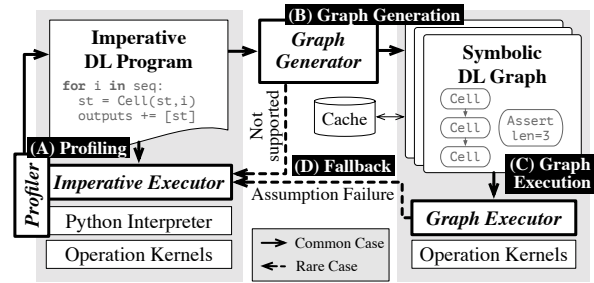 (B) Graph Generation
Imperative
DL Program
for i in seq:
st = Cell(st,i)
outputs += [st]
Graph
Generator
Symbolic
DL Graph
Cell
Cell
Cell
Assert
len=3
Cache
Not
supported
(A) Profiling
(D) Fallback
(C) Graph
Execution
Profiler
Imperative Executor
Assumption Failure
Graph Executor
Python Interpreter
Operation Kernels
Common Case
Rare Case
Operation Kernels